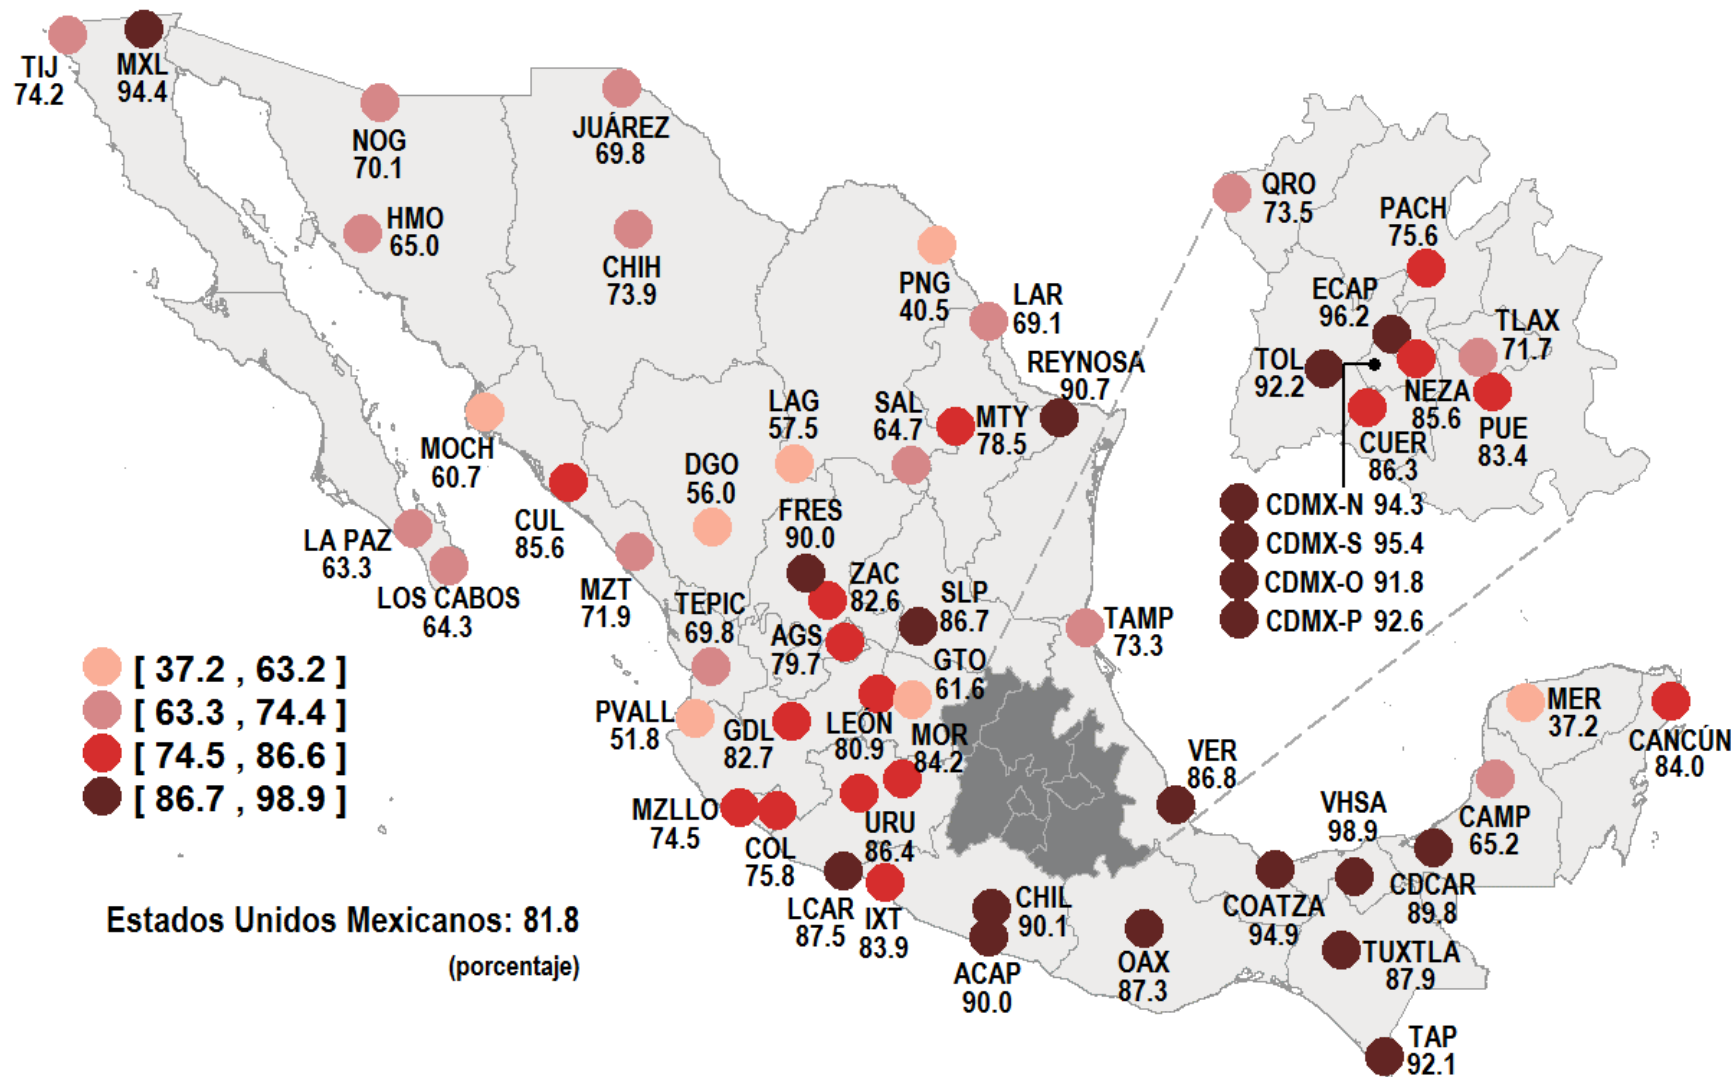 TIJ
74.2
MXL
94.4
NOG
70.1
HMO
65.0
JUÁREZ
69.8
CHIH
73.9
PNG
40.5
LAR
69.1
REYNOSA
90.7
MOCH
60.7
CUL
85.6
LAG
57.5
SAL
64.7
MTY
78.5
DGO
56.0
FRES
90.0
LA PAZ
63.3
LOS CABOS
64.3
MZT
71.9
ZAC
82.6
SLP
86.7
TEPIC
69.8
AGS
79.7
GTO
61.6
TAMP
73.3
PVALL
51.8
GDL
82.7
LEÓN
80.9
MOR
84.2
MZLLO
74.5
COL
75.8
URU
86.4
LCAR
87.5
IXT
83.9
CHIL
90.1
ACAP
90.0
OAX
87.3
VER
86.8
COATZA
94.9
VHSA
98.9
CDCAR
89.8
TUXTLA
87.9
TAP
92.1
CAMP
65.2
MER
37.2
CANCÚN
84.0
QRO
73.5
PACH
75.6
ECAP
96.2
TLAX
71.7
TOL
92.2
NEZA
85.6
CUER
86.3
PUE
83.4
CDMX-N 94.3
CDMX-S 95.4
CDMX-O 91.8
CDMX-P 92.6
[ 37.2 , 63.2 ]
[ 63.3 , 74.4 ]
[ 74.5 , 86.6 ]
[ 86.7 , 98.9 ]
Estados Unidos Mexicanos: 81.8
(porcentaje)